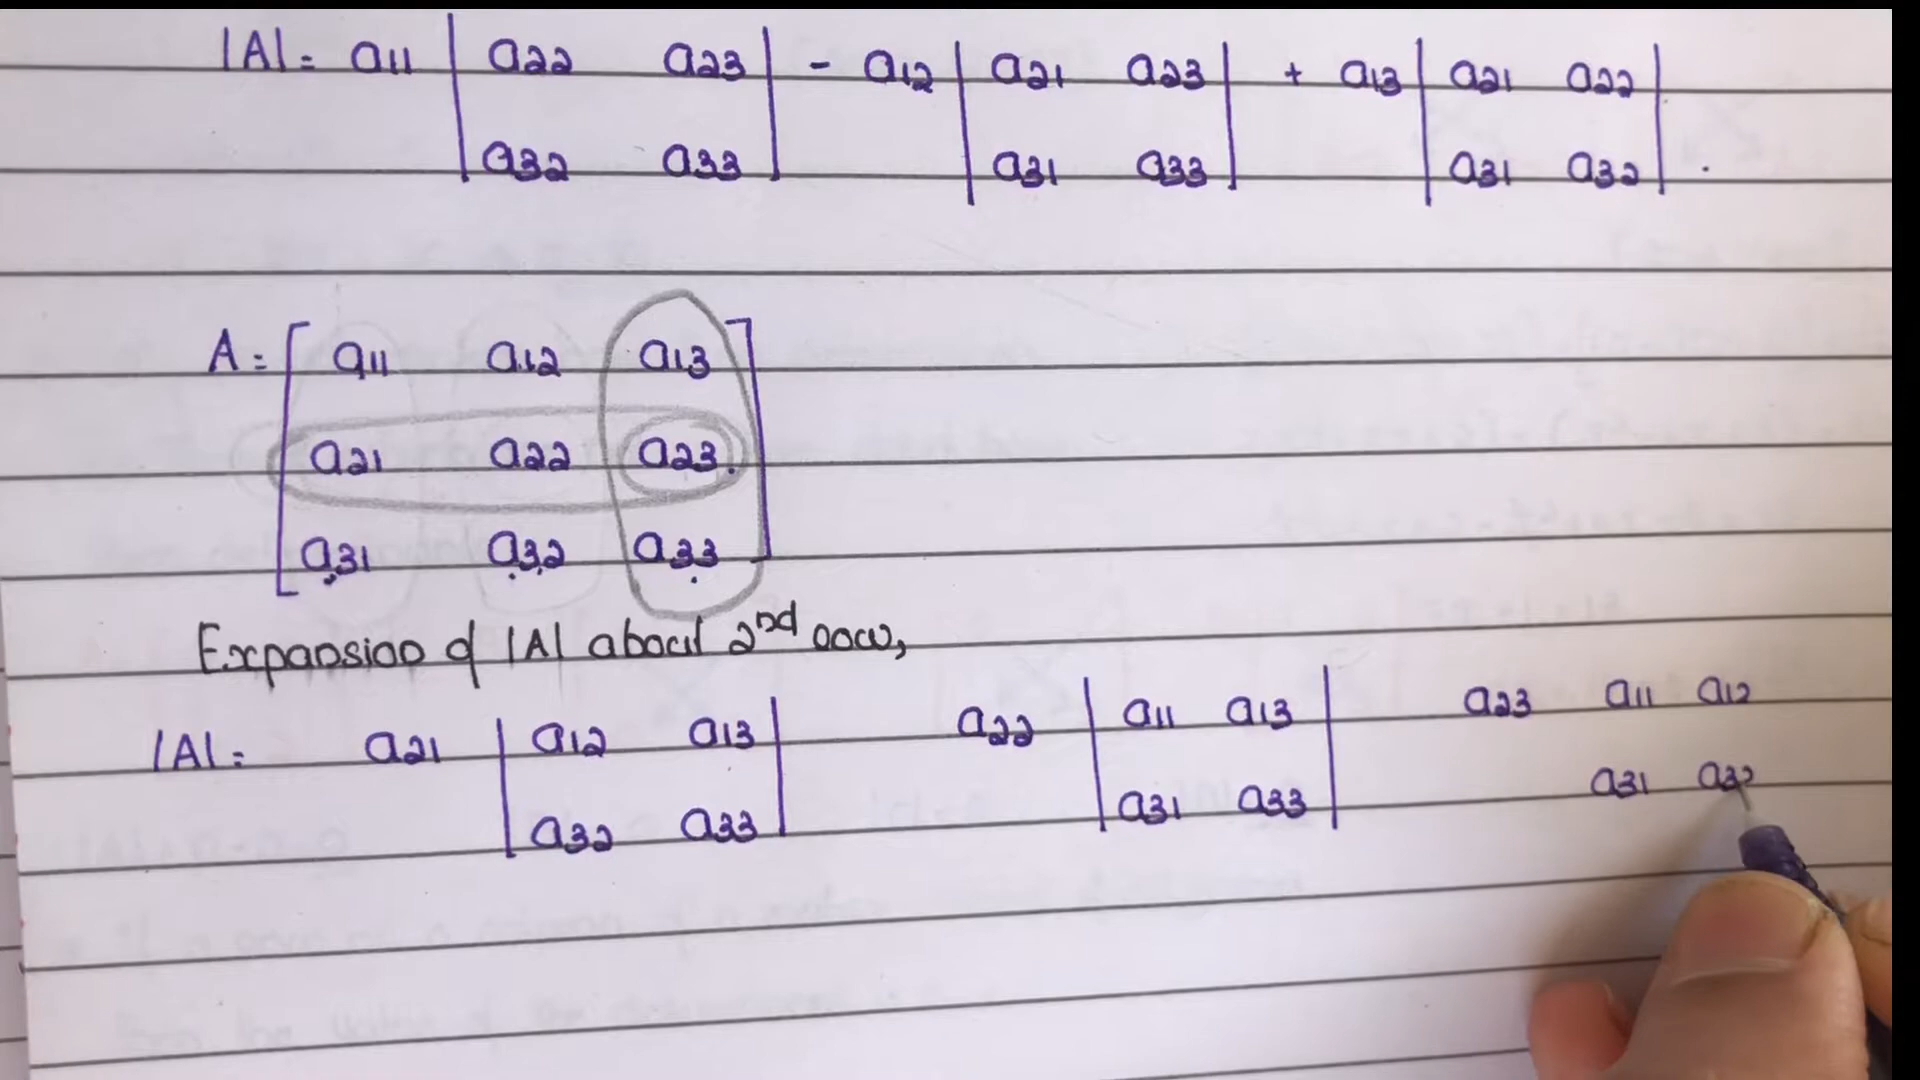 |A| = a11 | a22 a23 | - a12 | a21 a23 | + a13 | a21 a22 |
| a32 a33 | | a31 a33 | | a31 a32 | .
A = [ a11 a12 a13 ]
a21 a22 a23
a31 a32 a33
Expansion of |A| about 2nd row,
|A| = a21 | a12 a13 | a22 | a11 a13 | a23 a11 a12
| a32 a33 | | a31 a33 | a31 a32